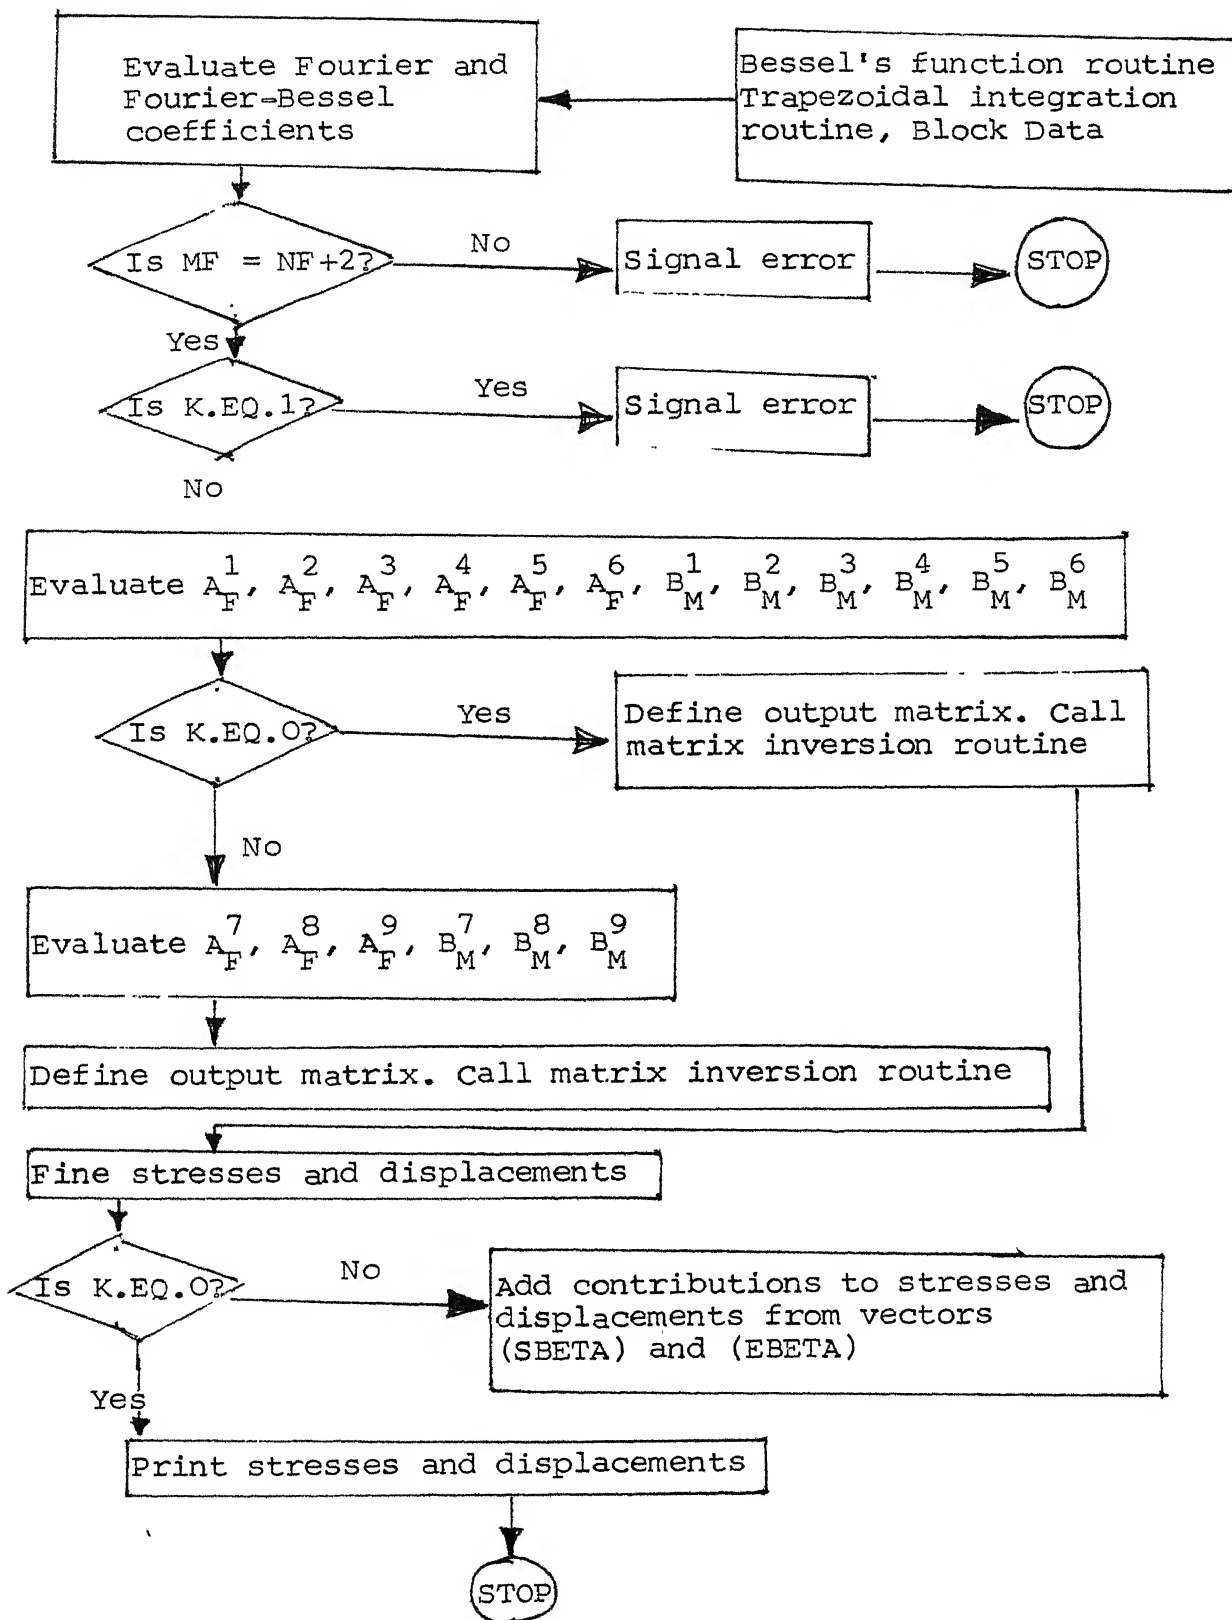 Evaluate Fourier and
Fourier-Bessel
coefficients
Bessel's function routine
Trapezoidal integration
routine, Block Data
Is MF = NF+2?
No
Signal error
STOP
Yes
Is K.EQ.1?
Yes
Signal error
STOP
No
Evaluate A_F^1, A_F^2, A_F^3, A_F^4, A_F^5, A_F^6, B_M^1, B_M^2, B_M^3, B_M^4, B_M^5, B_M^6
Is K.EQ.O?
Yes
Define output matrix. Call
matrix inversion routine
No
Evaluate A_F^7, A_F^8, A_F^9, B_M^7, B_M^8, B_M^9
Define output matrix. Call matrix inversion routine
Fine stresses and displacements
Is K.EQ.O?
No
Add contributions to stresses and
displacements from vectors
(SBETA) and (EBETA)
Yes
Print stresses and displacements
STOP